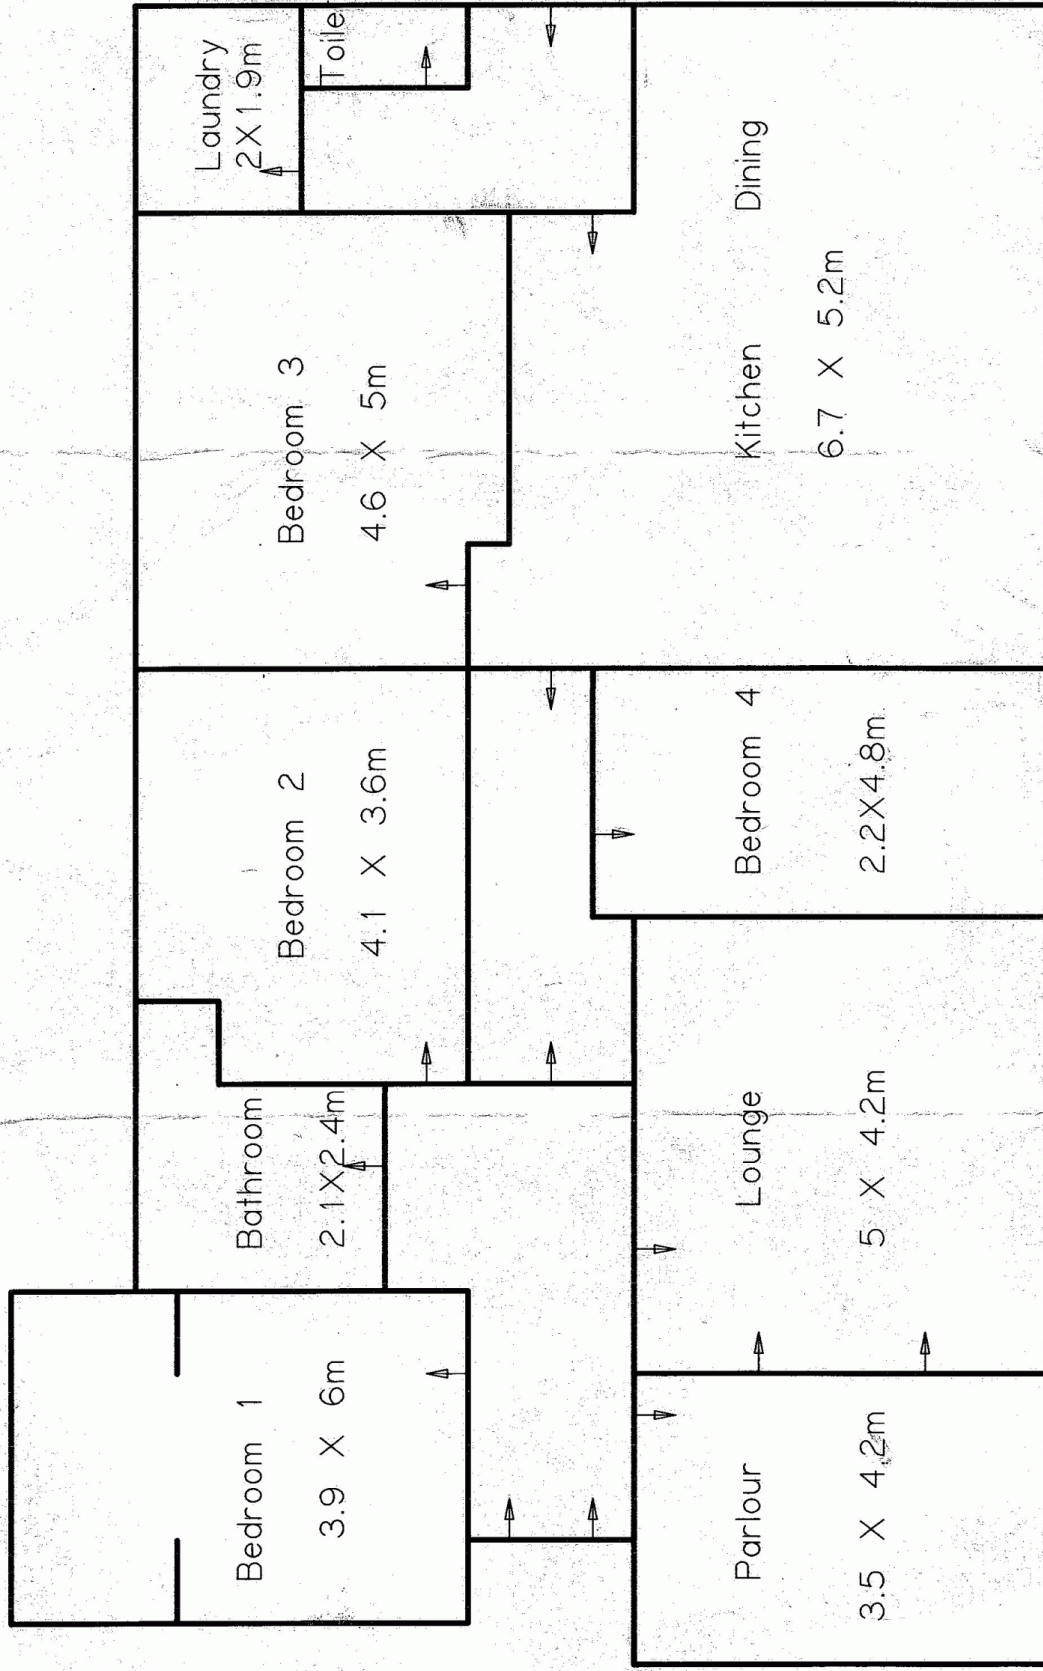 Laundry
2X1.9m
Toile
Bedroom 3
4.6 X 5m
Kitchen Dining
6.7 X 5.2m
Bedroom 2
4.1 X 3.6m
Bedroom 4
2.2X4.8m
Bathroom
2.1X2.4m
Lounge
5 X 4.2m
Bedroom 1
3.9 X 6m
Parlour
3.5 X 4.2m